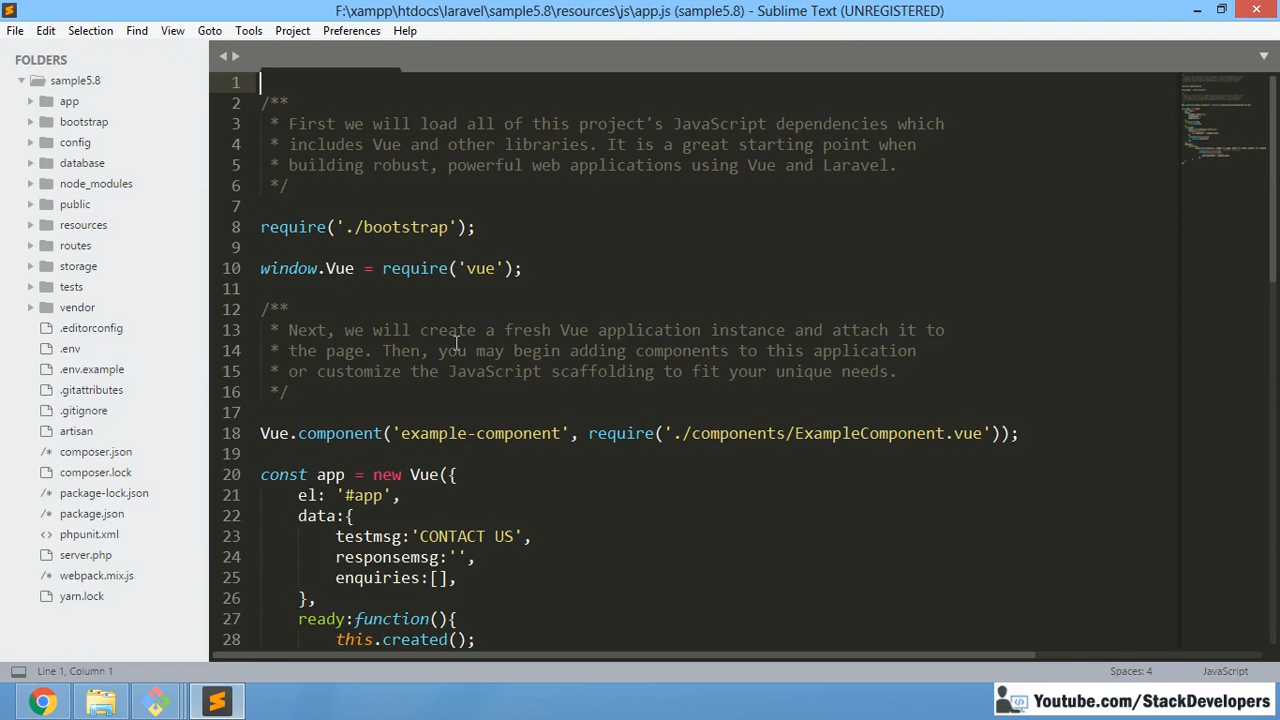 F:\xampp\htdocs\laravel\sample5.8\resources\js\app.js (sample5.8) - Sublime Text (UNREGISTERED)
File Edit Selection Find View Goto Tools Project Preferences Help
FOLDERS
sample5.8
app
bootstrap
config
database
node_modules
public
resources
routes
storage
tests
vendor
.editorconfig
.env
.env.example
.gitattributes
.gitignore
artisan
composer.json
composer.lock
package-lock.json
package.json
phpunit.xml
server.php
webpack.mix.js
yarn.lock
1
2 /**
3 * First we will load all of this project's JavaScript dependencies which
4 * includes Vue and other libraries. It is a great starting point when
5 * building robust, powerful web applications using Vue and Laravel.
6 */
7
8 require('./bootstrap');
9
10 window.Vue = require('vue');
11
12 /**
13 * Next, we will create a fresh Vue application instance and attach it to
14 * the page. Then, you may begin adding components to this application
15 * or customize the JavaScript scaffolding to fit your unique needs.
16 */
17
18 Vue.component('example-component', require('./components/ExampleComponent.vue'));
19
20 const app = new Vue({
21 el: '#app',
22 data:{
23 testmsg:'CONTACT US',
24 responsemsg:'',
25 enquiries:[],
26 },
27 ready:function(){
28 this.created();
Line 1, Column 1
Spaces: 4
JavaScript
Youtube.com/StackDevelopers